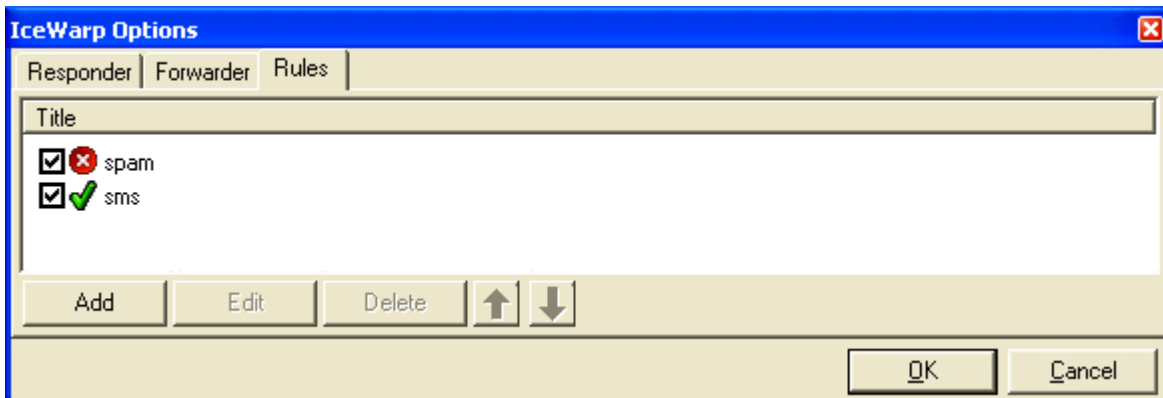 IceWarp Options
Responder Forwarder Rules
Title
spam
sms
Add Edit Delete
OK Cancel